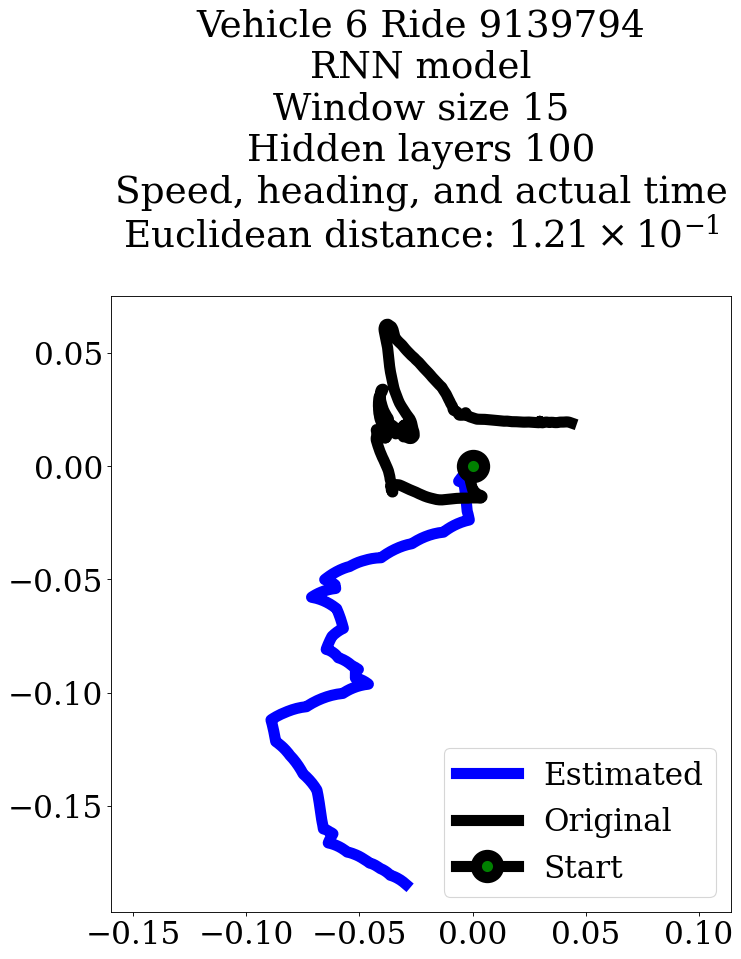 Vehicle 6 Ride 9139794
RNN model
Window size 15
Hidden layers 100
Speed, heading, and actual time
Euclidean distance: 1.21 × 10⁻¹
0.05
0.00
−0.05
−0.10
−0.15
Estimated
Original
Start
−0.15 −0.10 −0.05 0.00 0.05 0.10